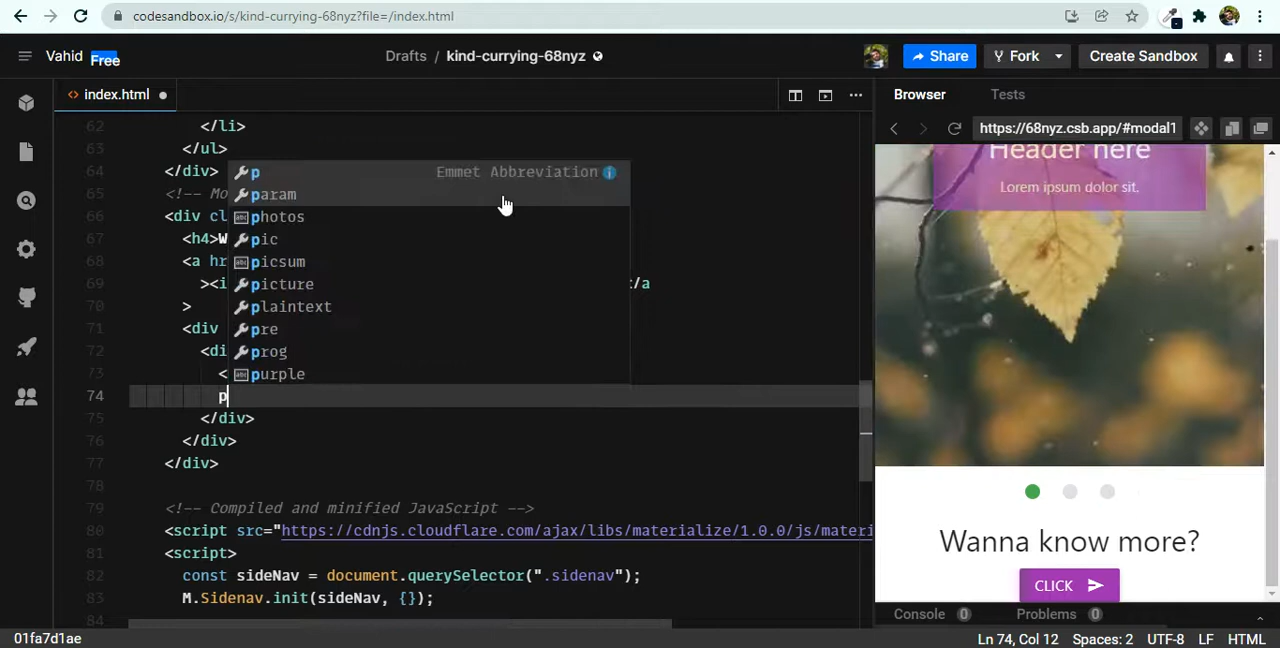 codesandbox.io/s/kind-currying-68nyz?file=/index.html
Vahid Free
Drafts / kind-currying-68nyz
Share
Fork
Create Sandbox
<> index.html
Browser
Tests
https://68nyz.csb.app/#modal1
62 </li>
63 </ul>
64 </div>
65 <!-- Mo
66 <div cl
67 <h4>W
68 <a hr
69 ><i /a
70 >
71 <div
72 <di
73 <
74 p
75 </div>
76 </div>
77 </div>
78
79 <!-- Compiled and minified JavaScript -->
80 <script src="https://cdnjs.cloudflare.com/ajax/libs/materialize/1.0.0/js/materi
81 <script>
82 const sideNav = document.querySelector(".sidenav");
83 M.Sidenav.init(sideNav, {});
84
p Emmet Abbreviation
param
abc photos
pic
abc picsum
picture
plaintext
pre
prog
abc purple
Header here
Lorem ipsum dolor sit.
Wanna know more?
CLICK
Console 0
Problems 0
01fa7d1ae
Ln 74, Col 12 Spaces: 2 UTF-8 LF HTML